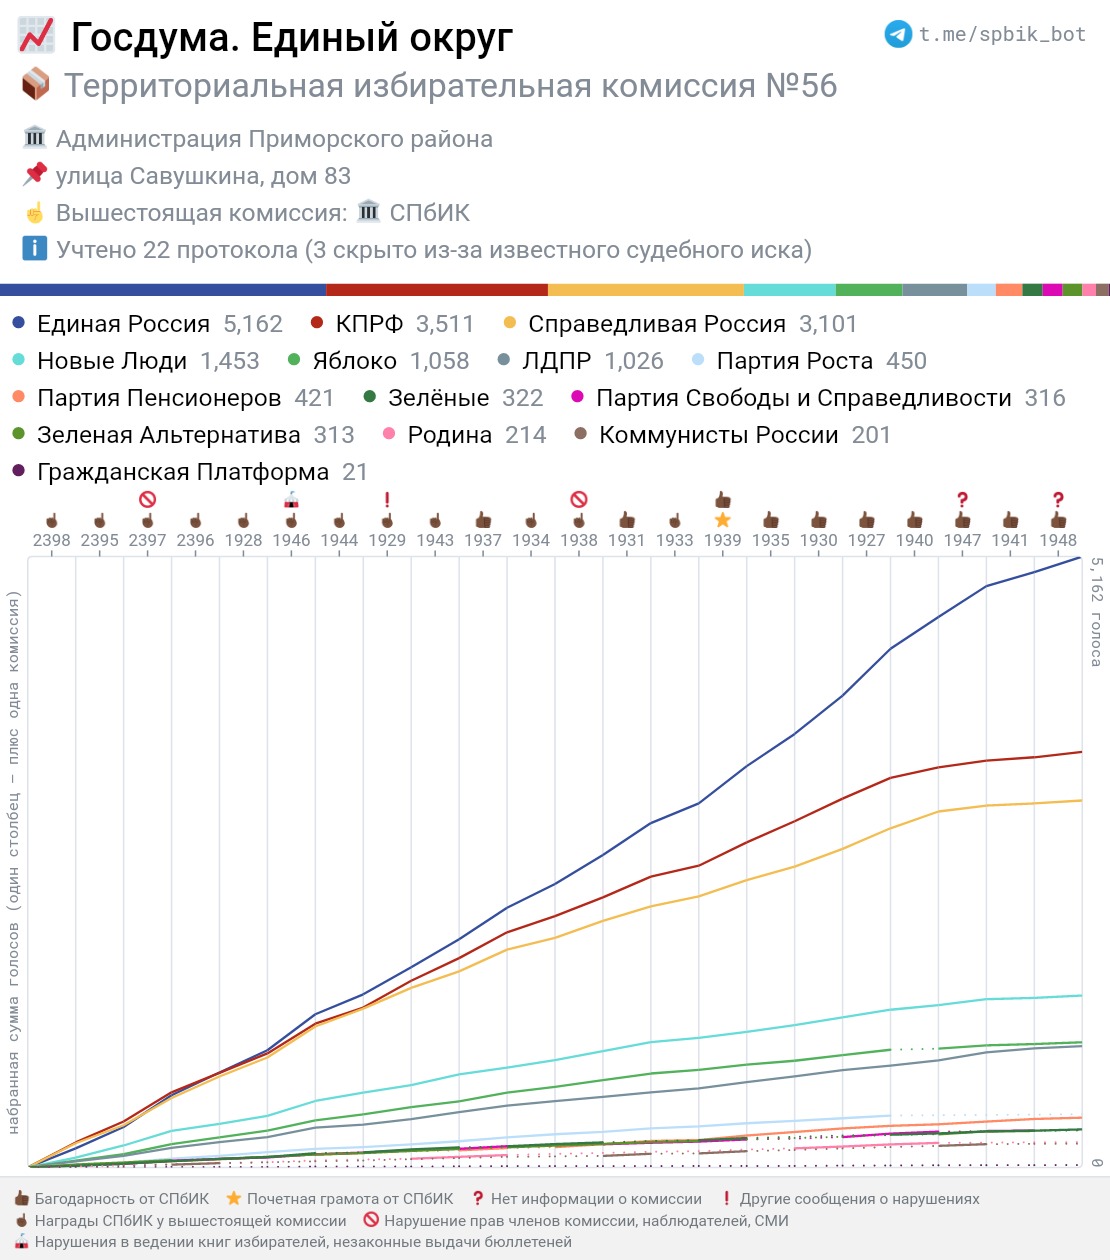 Госдума. Единый округ
t.me/spbik_bot
Территориальная избирательная комиссия №56
Администрация Приморского района
улица Савушкина, дом 83
Вышестоящая комиссия: СПбИК
Учтено 22 протокола (3 скрыто из-за известного судебного иска)
Единая Россия 5,162 КПРФ 3,511 Справедливая Россия 3,101
Новые Люди 1,453 Яблоко 1,058 ЛДПР 1,026 Партия Роста 450
Партия Пенсионеров 421 Зелёные 322 Партия Свободы и Справедливости 316
Зеленая Альтернатива 313 Родина 214 Коммунисты России 201
Гражданская Платформа 21
2398 2395 2397 2396 1928 1946 1944 1929 1943 1937 1934 1938 1931 1933 1939 1935 1930 1927 1940 1947 1941 1948
набранная сумма голосов (один столбец – плюс одна комиссия)
5,162 голоса
0
Багодарность от СПбИК Почетная грамота от СПбИК Нет информации о комиссии Другие сообщения о нарушениях
Награды СПбИК у вышестоящей комиссии Нарушение прав членов комиссии, наблюдателей, СМИ
Нарушения в ведении книг избирателей, незаконные выдачи бюллетеней